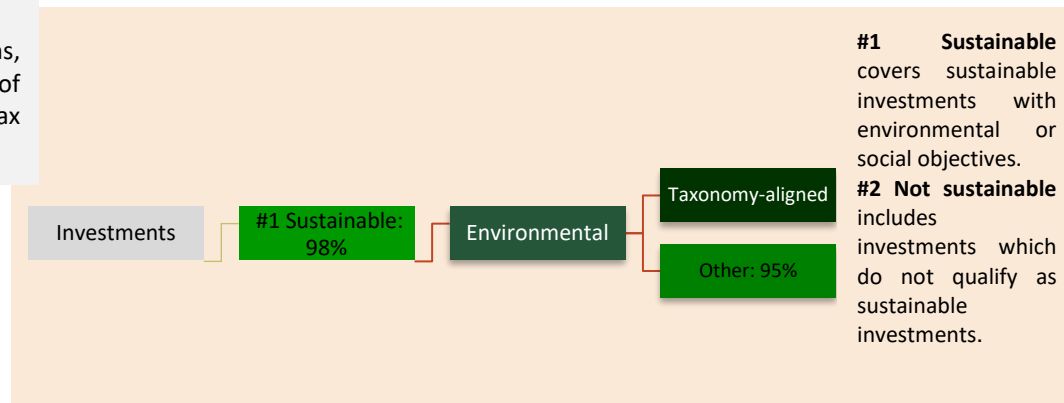 of
ax
Investments
#1 Sustainable:
98%
Environmental
Taxonomy-aligned
Other: 95%
#1 Sustainable
covers sustainable
investments with
environmental or
social objectives.
#2 Not sustainable
includes
investments which
do not qualify as
sustainable
investments.